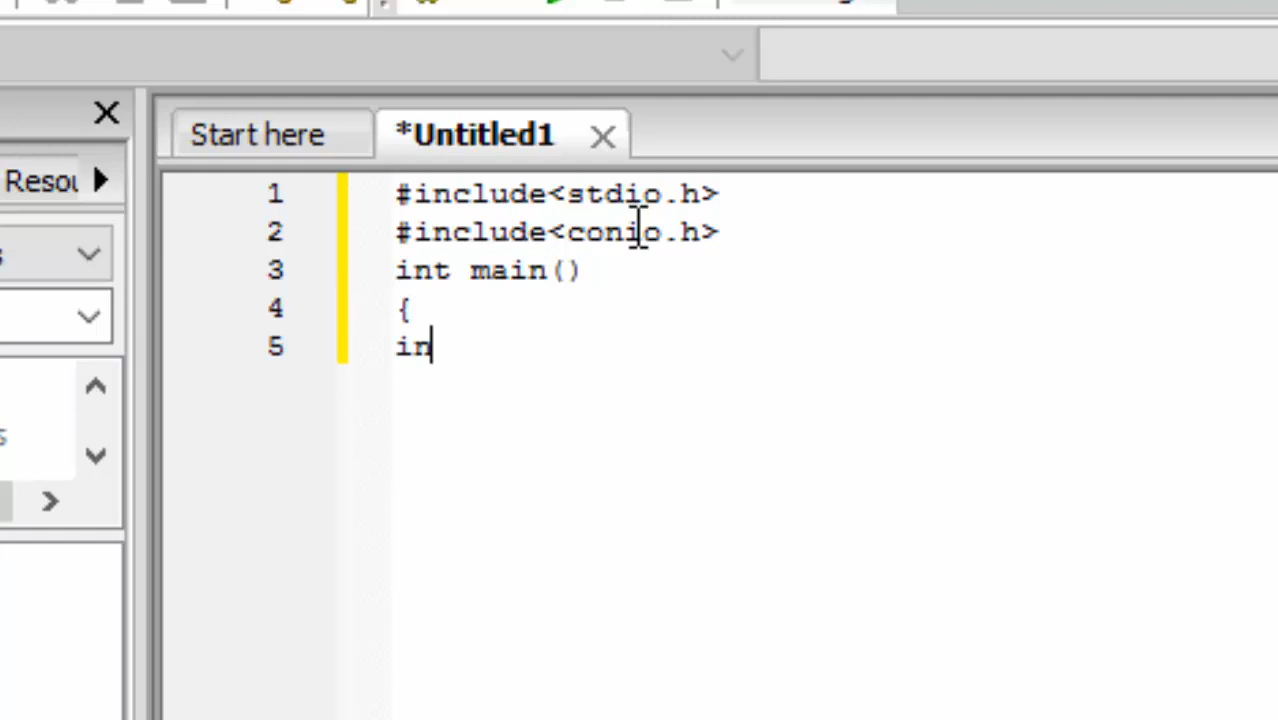 Start here
*Untitled1
Resou
s
s
1 #include<stdio.h>
2 #include<conio.h>
3 int main()
4 {
5 in